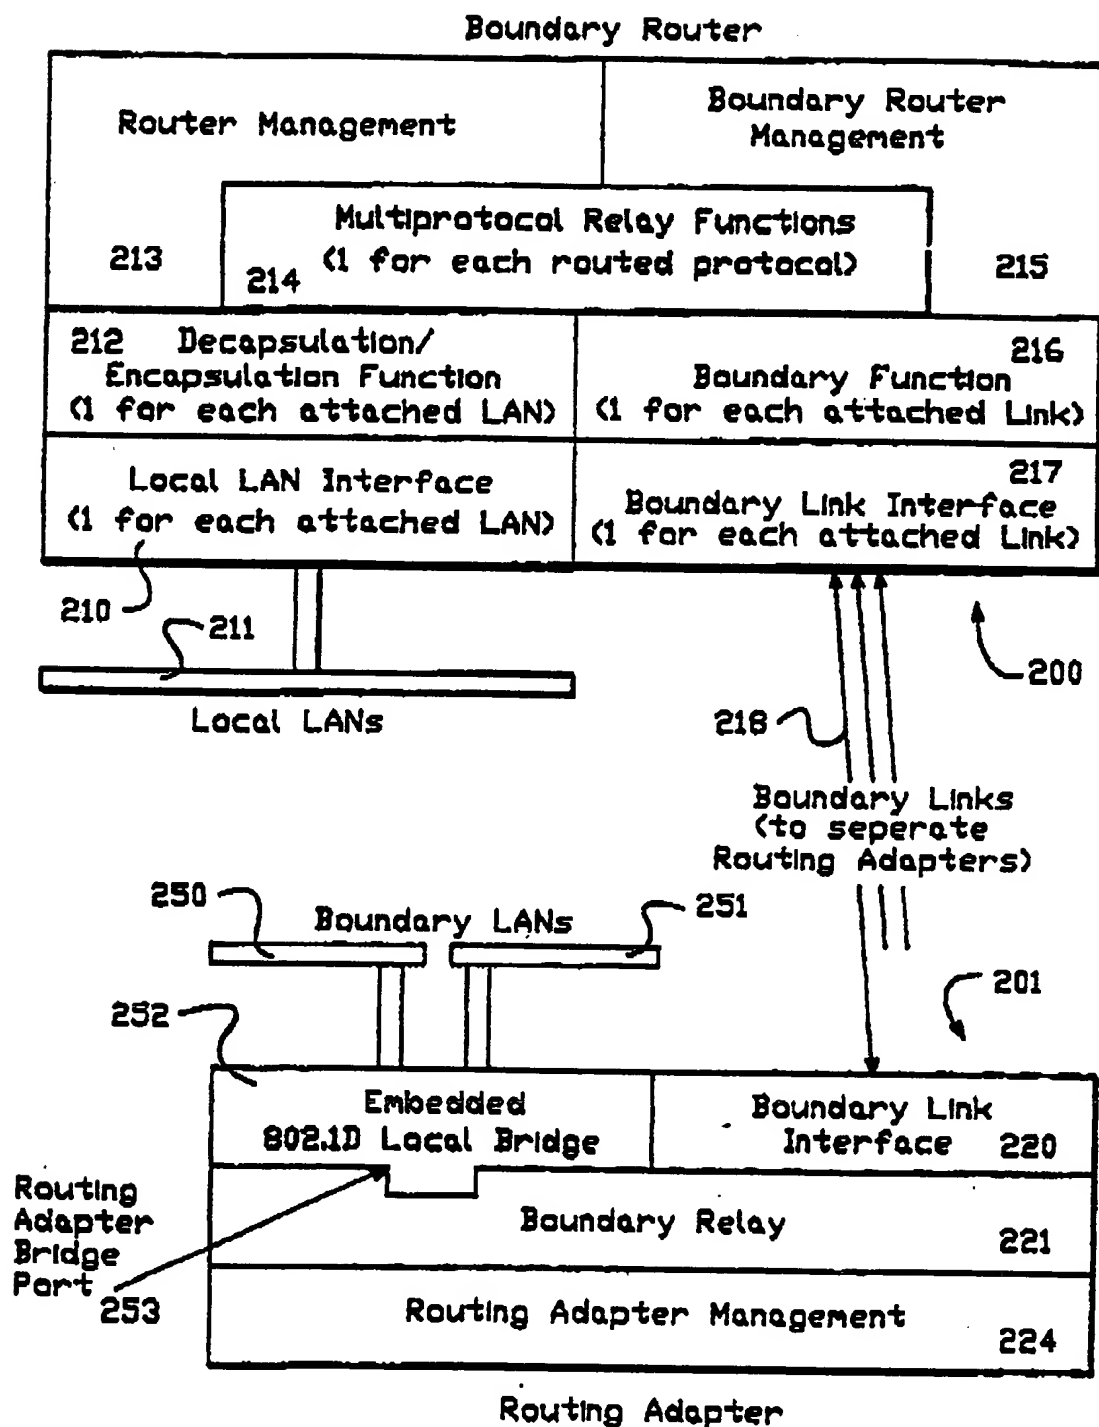 Boundary Router
Router Management
Boundary Router
Management
Multiprotocol Relay Functions
(1 for each routed protocol)
213
214
215
212 Decapsulation/
Encapsulation Function
(1 for each attached LAN)
216
Boundary Function
(1 for each attached Link)
Local LAN Interface
(1 for each attached LAN)
217
Boundary Link Interface
(1 for each attached Link)
210
211
Local LANs
200
218
Boundary Links
(to seperate
Routing Adapters)
250
Boundary LANs
251
201
252
Embedded
802.1D Local Bridge
Boundary Link
Interface
220
Routing
Adapter
Bridge
Port
253
Boundary Relay
221
Routing Adapter Management
224
Routing Adapter